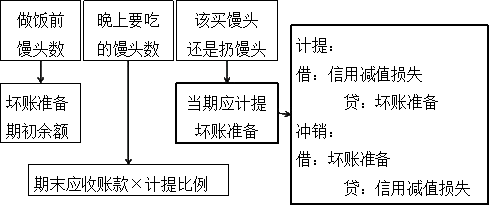 做饭前
馒头数
晚上要吃
的馒头数
该买馒头
还是扔馒头
坏账准备
期初余额
当期应计提
坏账准备
期末应收账款×计提比例
计提：
借：信用减值损失
贷：坏账准备
冲销：
借：坏账准备
贷：信用减值损失